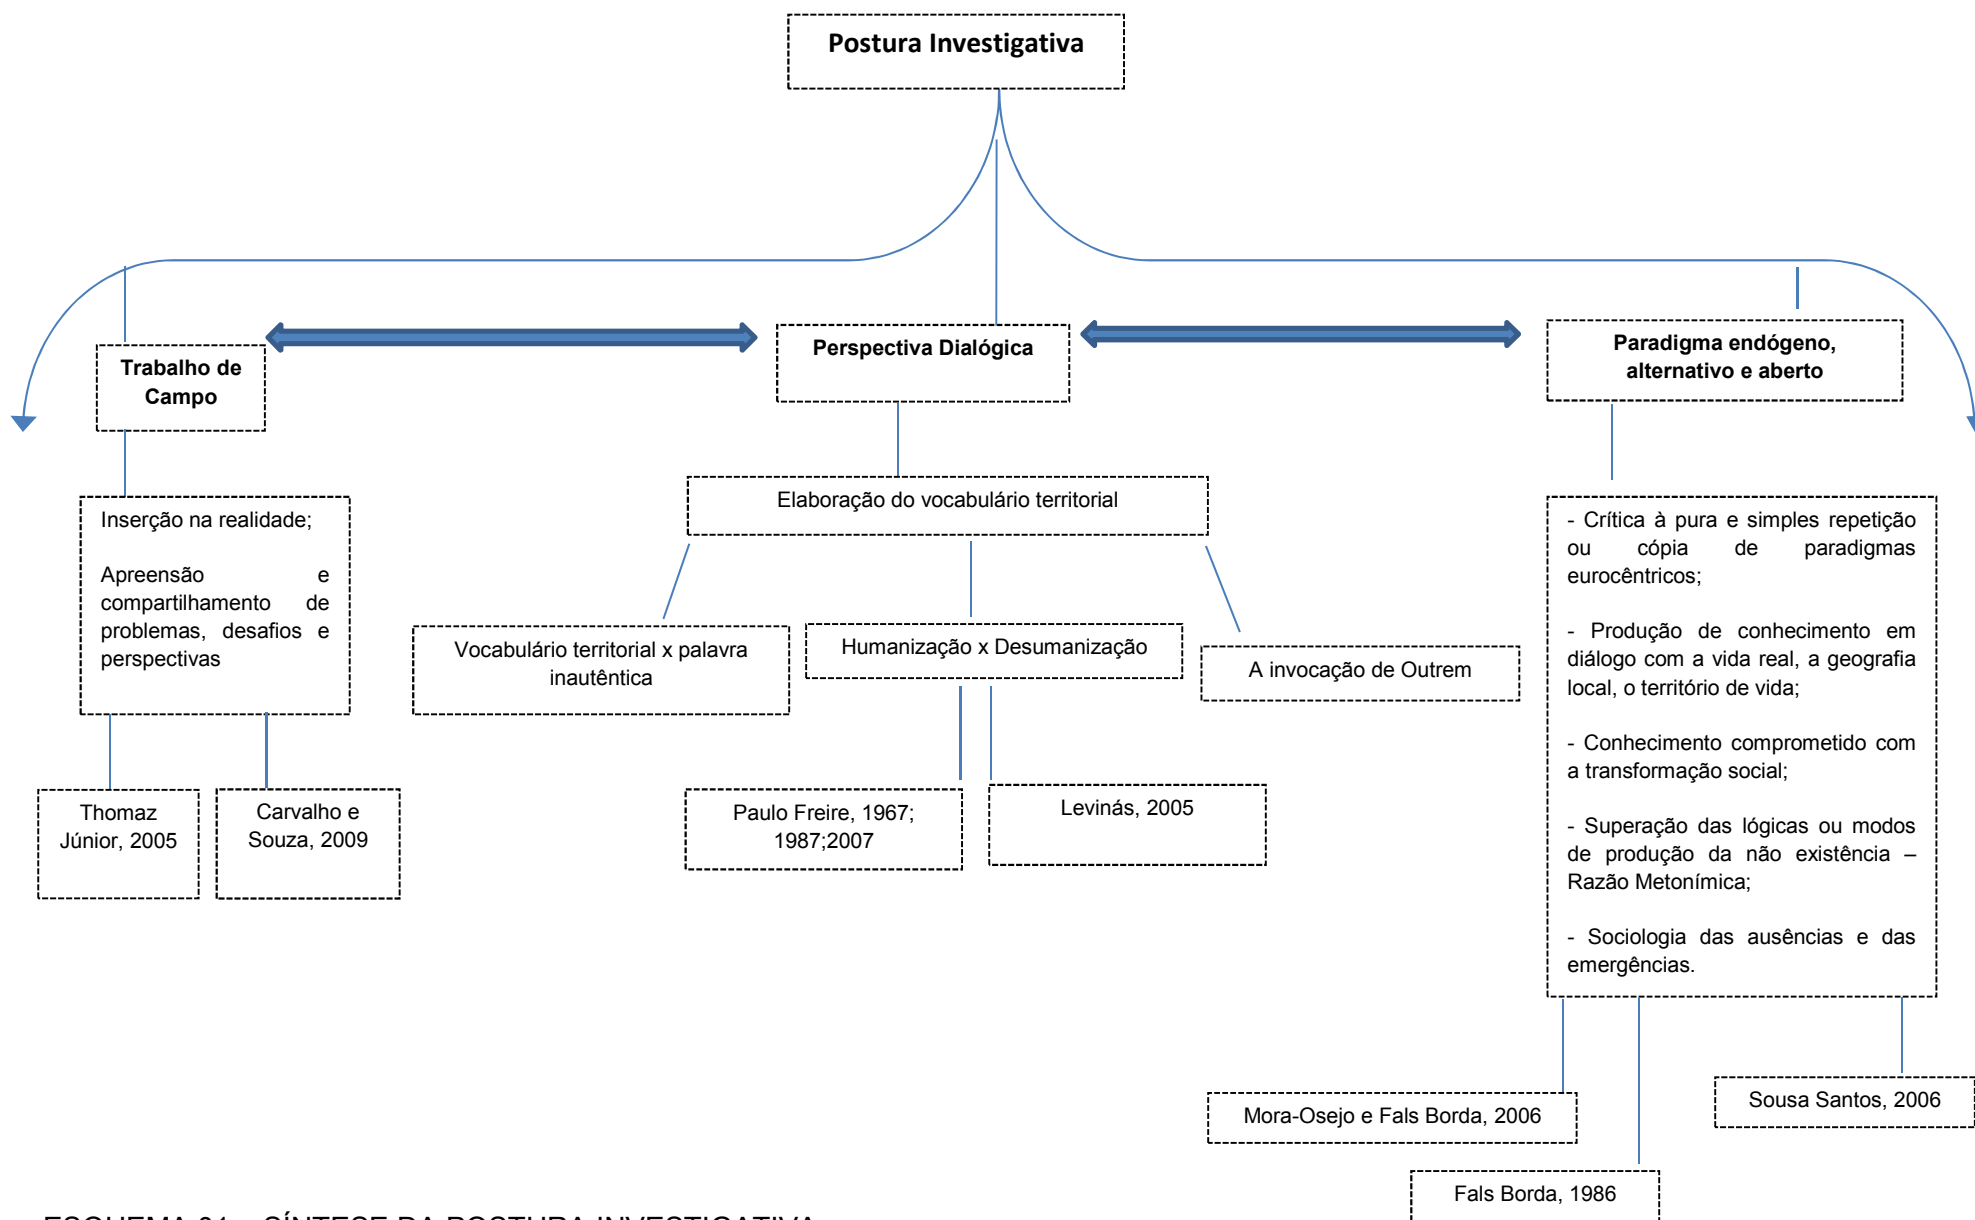 Postura Investigativa
Trabalho de
Campo
Perspectiva Dialógica
Paradigma endógeno,
alternativo e aberto
Inserção na realidade;
Apreensão e
compartilhamento de
problemas, desafios e
perspectivas
Thomaz
Júnior, 2005
Carvalho e
Souza, 2009
Elaboração do vocabulário territorial
Vocabulário territorial x palavra
inautêntica
Humanização x Desumanização
A invocação de Outrem
Paulo Freire, 1967;
1987;2007
Levinás, 2005
- Crítica à pura e simples repetição
ou cópia de paradigmas
eurocêntricos;
- Produção de conhecimento em
diálogo com a vida real, a geografia
local, o território de vida;
- Conhecimento comprometido com
a transformação social;
- Superação das lógicas ou modos
de produção da não existência –
Razão Metonímica;
- Sociologia das ausências e das
emergências.
Mora-Osejo e Fals Borda, 2006
Sousa Santos, 2006
Fals Borda, 1986
SÍNTESE DA POSTURA INVESTIGATIVA